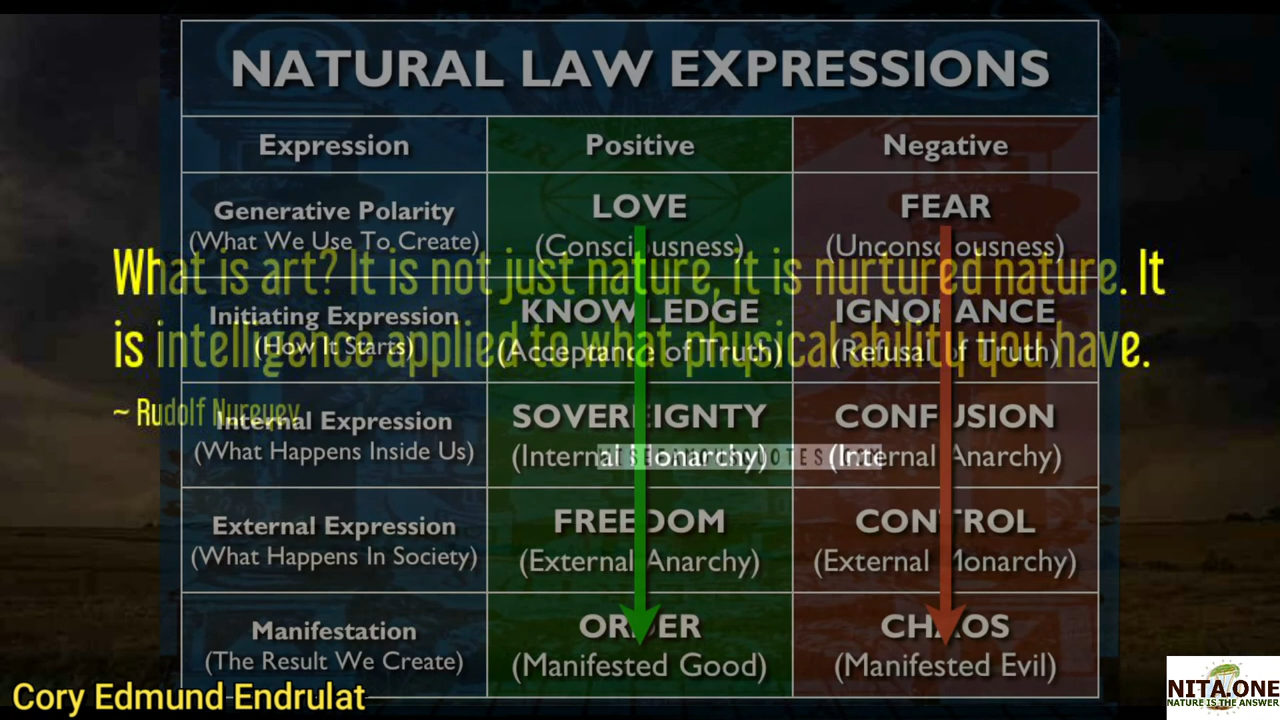 NATURAL LAW EXPRESSIONS
Expression Positive Negative
Generative Polarity LOVE FEAR
(What We Use To Create) (Consciousness) (Unconsciousness)
What is art? It is not just nature, it is nurtured nature. It
Initiating Expression KNOWLEDGE IGNORANCE
(How It Starts) (Acceptance of Truth) (Refusal of Truth)
is intelligence applied to what physical ability you have.
~ Rudolf Nureyev
Internal Expression SOVEREIGNTY CONFUSION
(What Happens Inside Us) (Internal Monarchy) (Internal Anarchy)
External Expression FREEDOM CONTROL
(What Happens In Society) (External Anarchy) (External Monarchy)
Manifestation ORDER CHAOS
(The Result We Create) (Manifested Good) (Manifested Evil)
Cory Edmund Endrulat
NITA.ONE
NATURE IS THE ANSWER